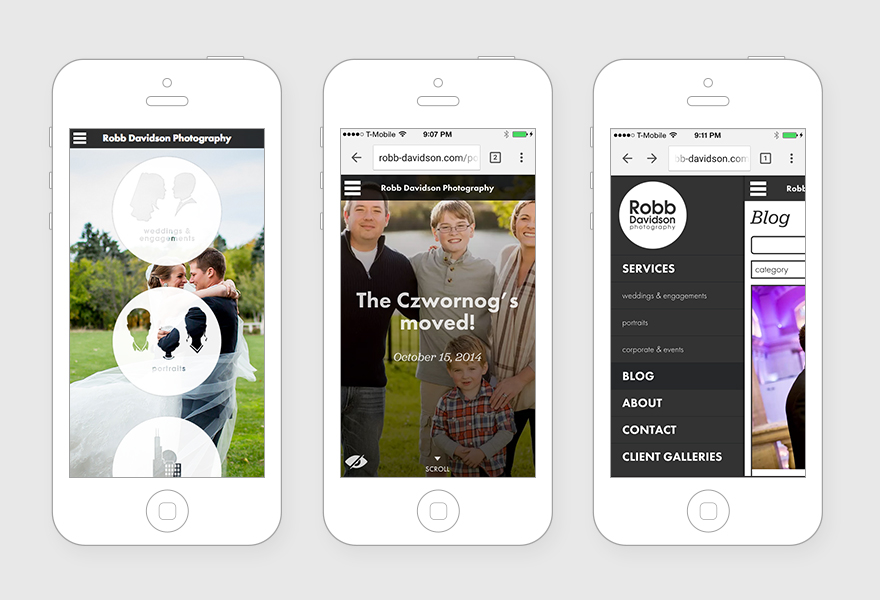 Robb Davidson Photography
weddings &
engagements
portraits
T-Mobile 9:07 PM
robb-davidson.com/po
2
Robb Davidson Photography
The Czwornog's
moved!
October 15, 2014
SCROLL
T-Mobile 9:11 PM
bb-davidson.com
1
Robb
Davidson
photography
SERVICES
weddings & engagements
portraits
corporate & events
BLOG
ABOUT
CONTACT
CLIENT GALLERIES
Robb
Blog
category